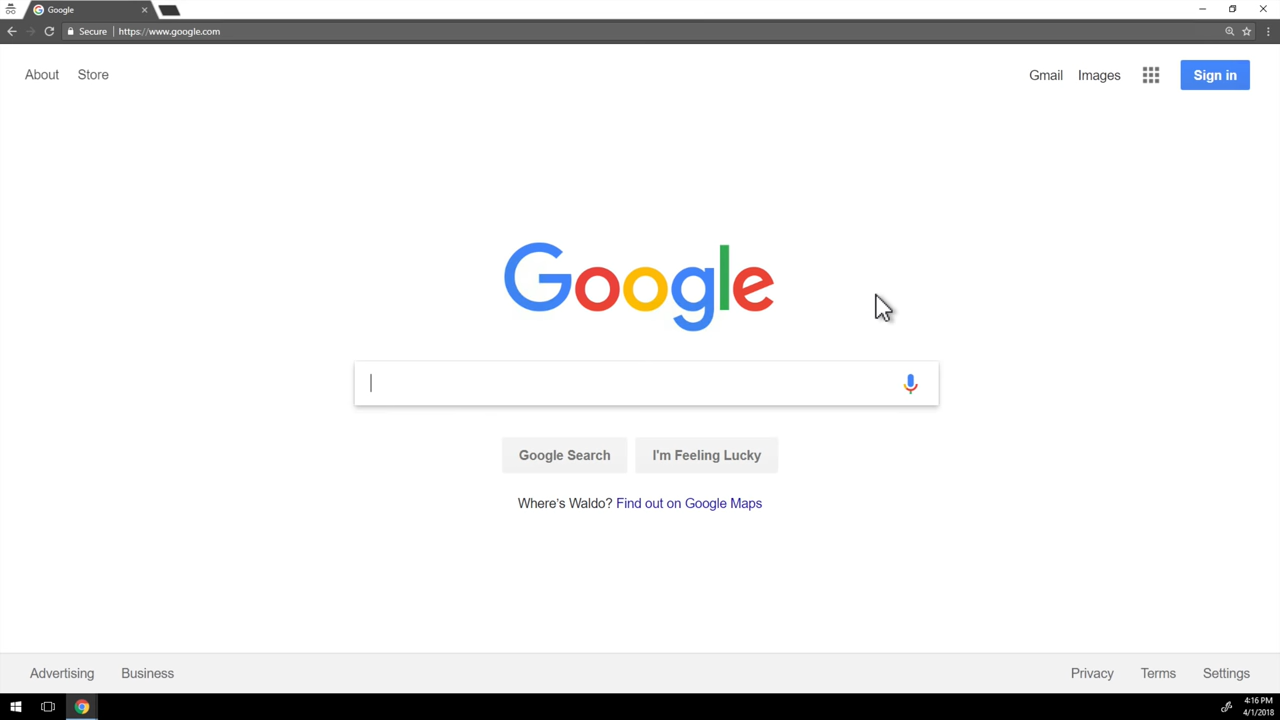 Google
Secure https://www.google.com
About Store Gmail Images Sign in
Google
Google Search I'm Feeling Lucky
Where's Waldo? Find out on Google Maps
Advertising Business Privacy Terms Settings
4:16 PM
4/1/2018